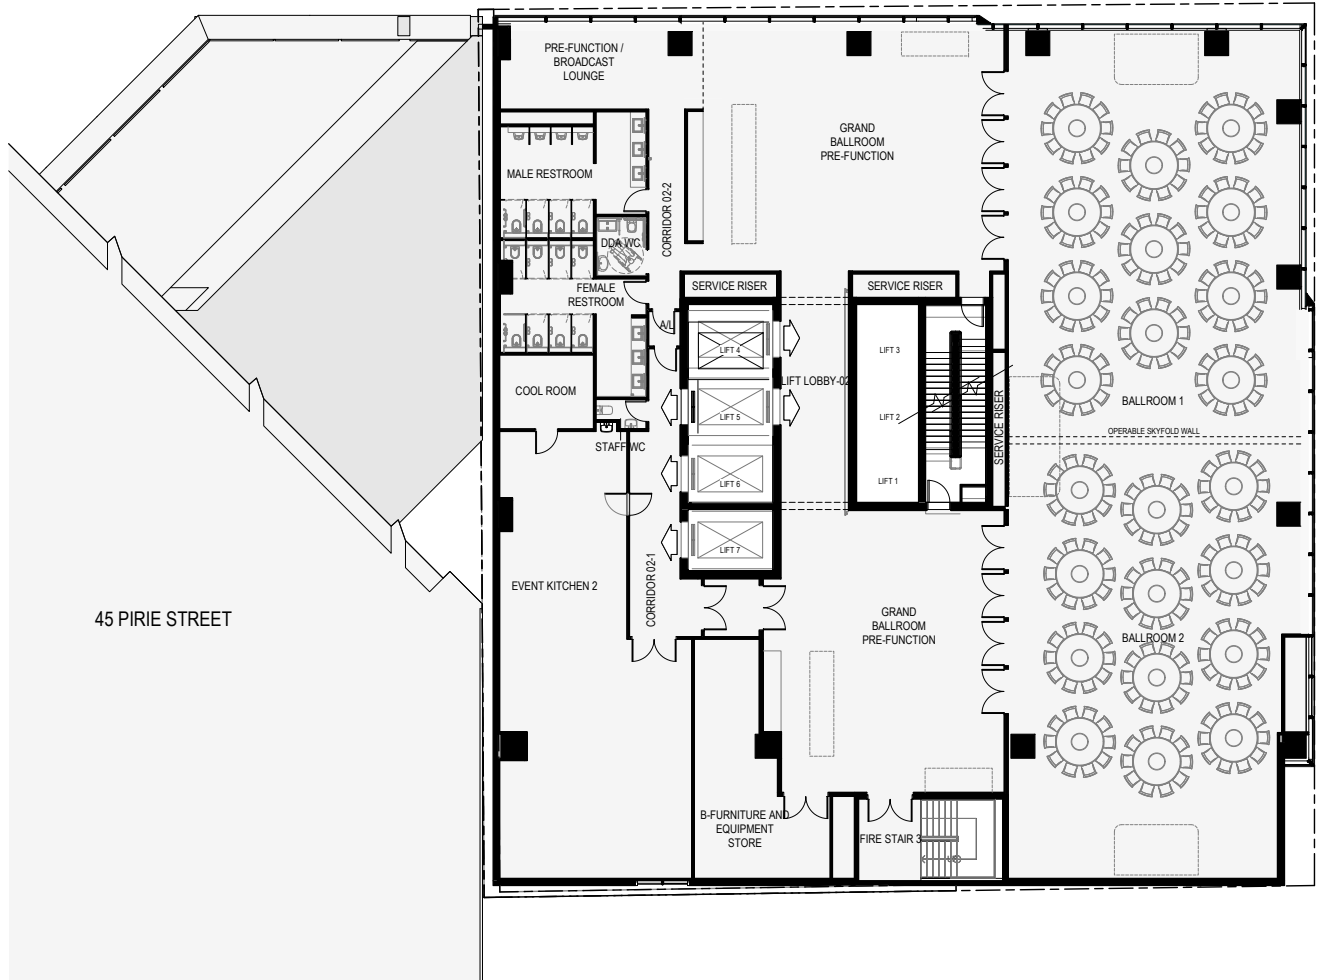 PRE-FUNCTION /
BROADCAST
LOUNGE
GRAND
BALLROOM
PRE-FUNCTION
MALE RESTROOM
CORRIDOR 02-2
DDA WC
FEMALE
RESTROOM
SERVICE RISER
SERVICE RISER
A/L
LIFT 4
LIFT 3
LIFT LOBBY-02
COOL ROOM
LIFT 5
LIFT 2
SERVICE RISER
BALLROOM 1
OPERABLE SKYFOLD WALL
STAFF WC
LIFT 6
LIFT 1
LIFT 7
EVENT KITCHEN 2
CORRIDOR 02-1
45 PIRIE STREET
GRAND
BALLROOM
PRE-FUNCTION
BALLROOM 2
B-FURNITURE AND
EQUIPMENT
STORE
FIRE STAIR 3